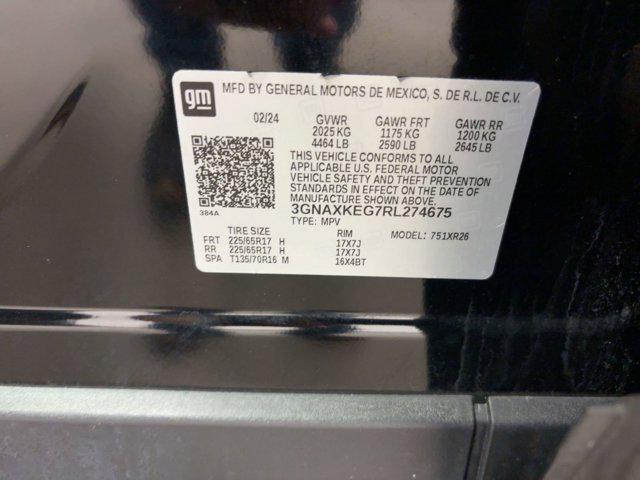 gm
MFD BY GENERAL MOTORS DE MEXICO, S. DE R.L. DE C.V.
02/24 GVWR GAWR FRT GAWR RR
2025 KG 1175 KG 1200 KG
4464 LB 2590 LB 2645 LB
THIS VEHICLE CONFORMS TO ALL
APPLICABLE U.S. FEDERAL MOTOR
VEHICLE SAFETY AND THEFT PREVENTION
STANDARDS IN EFFECT ON THE DATE OF
MANUFACTURE SHOWN ABOVE.
384A 3GNAXKEG7RL274675
TYPE: MPV MODEL: 751XR26
TIRE SIZE RIM
FRT 225/65R17 H 17X7J
RR 225/65R17 H 17X7J
SPA T135/70R16 M 16X4BT